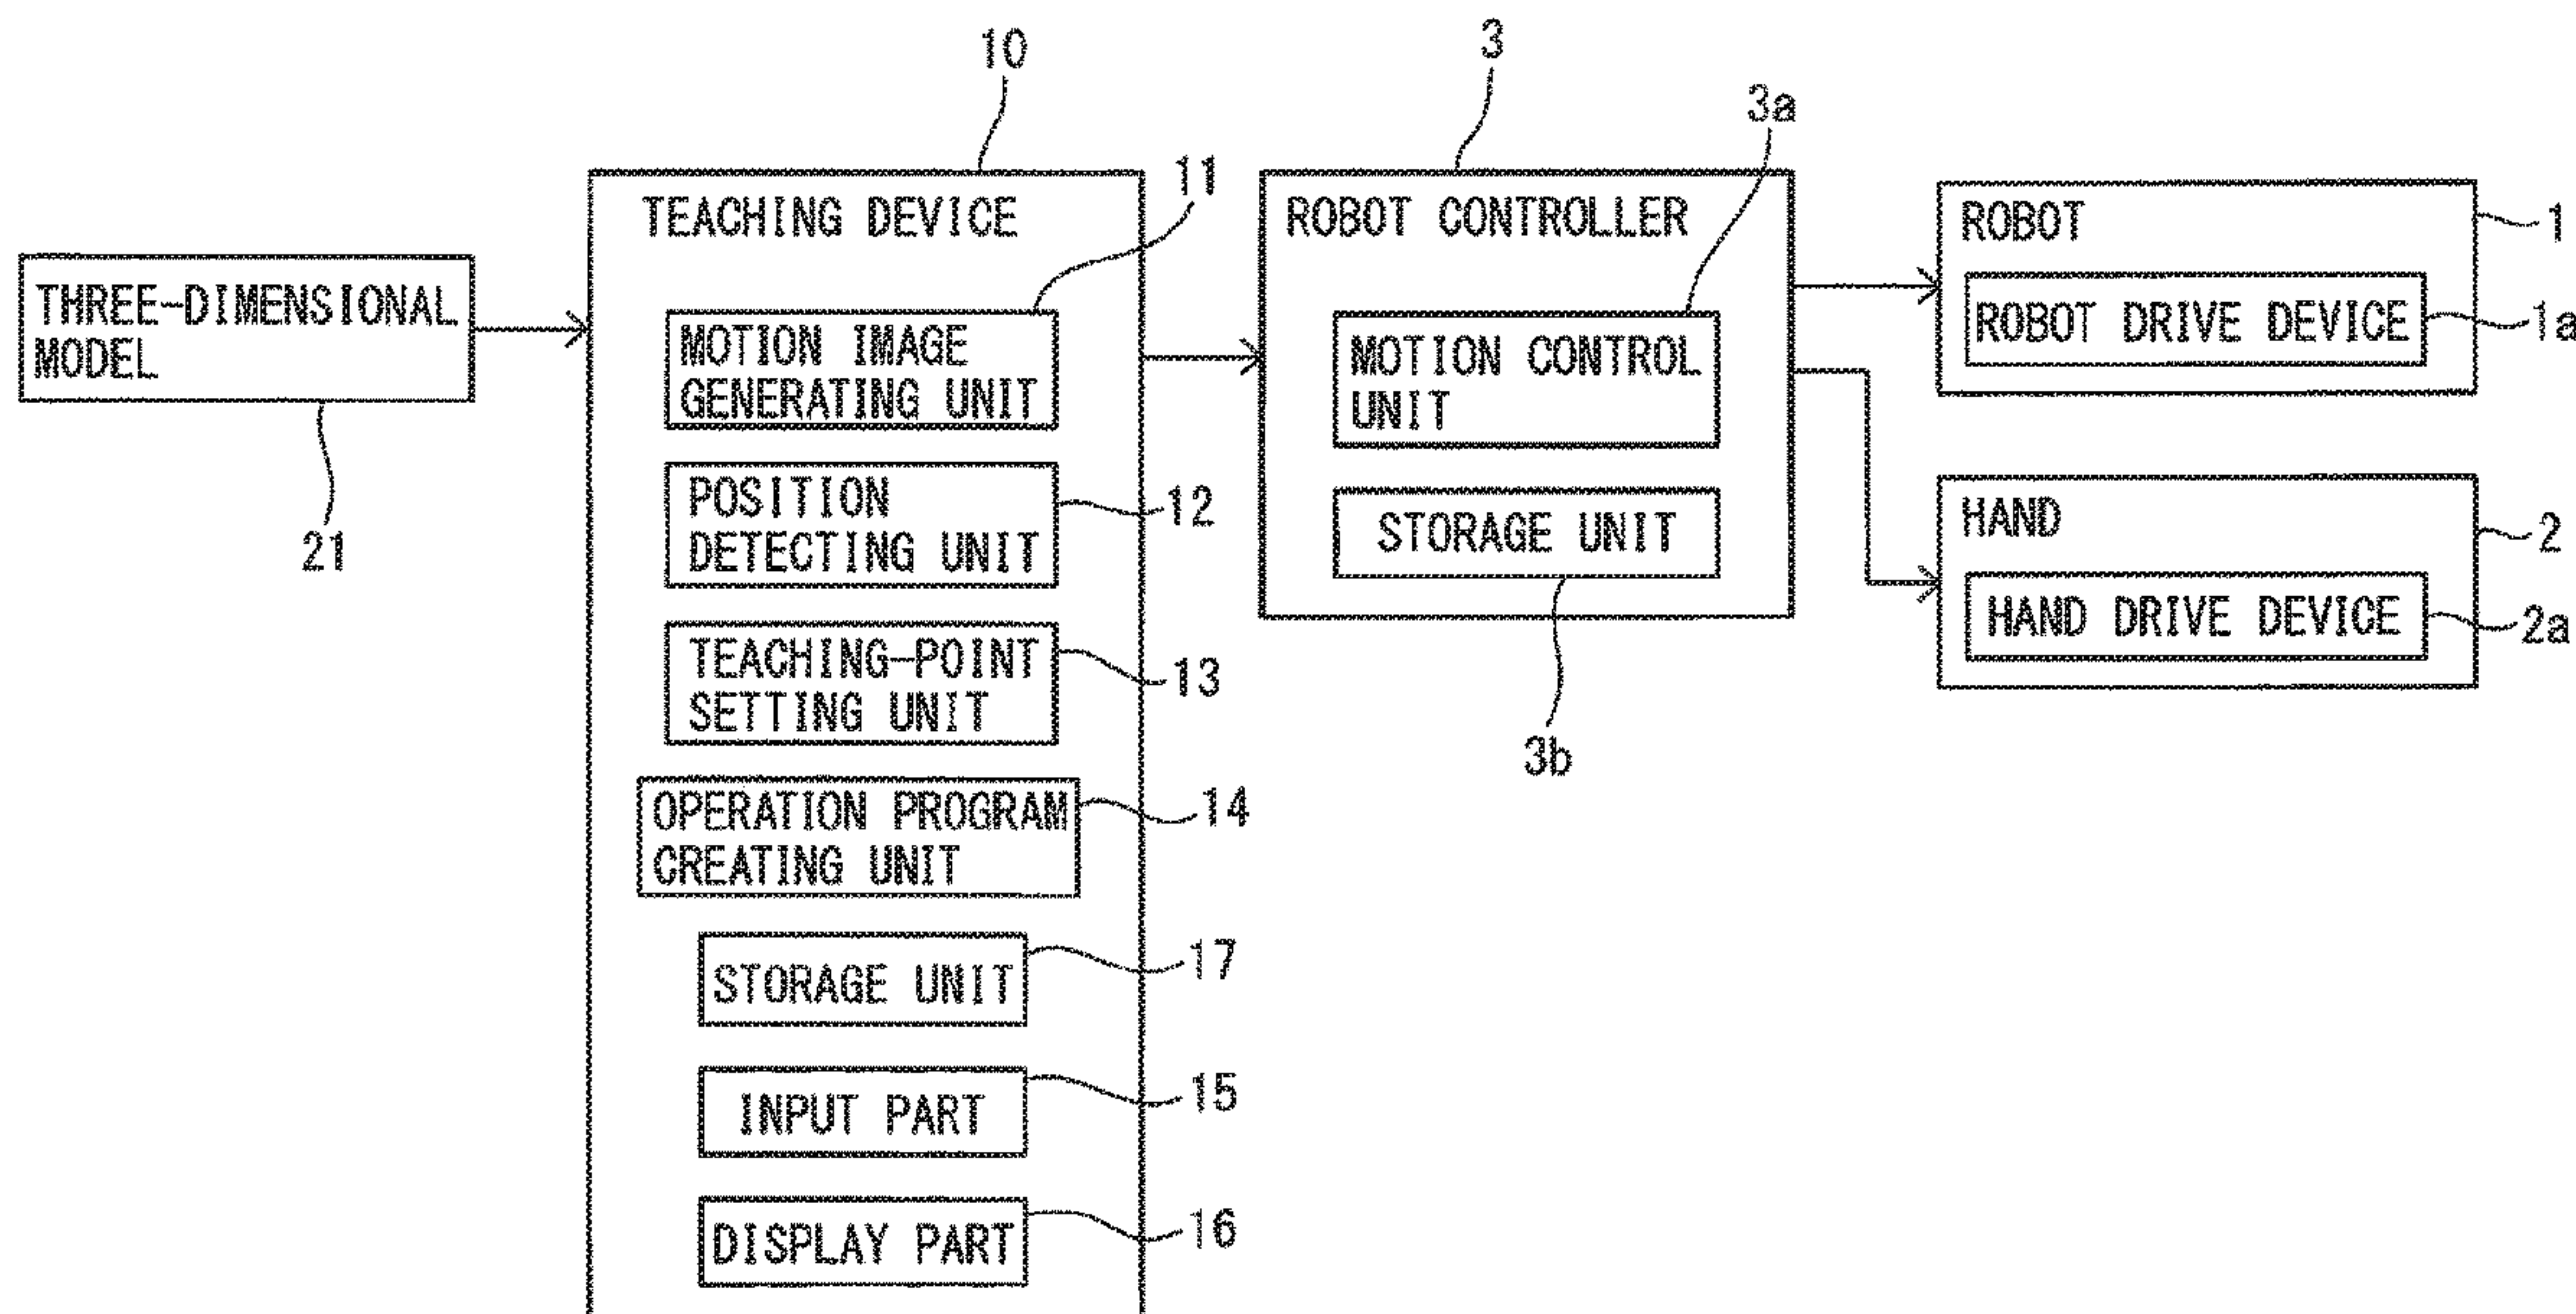 10
3
3a
TEACHING DEVICE
11
ROBOT CONTROLLER
ROBOT
1
THREE-DIMENSIONAL
MODEL
21
MOTION IMAGE
GENERATING UNIT
MOTION CONTROL
UNIT
ROBOT DRIVE DEVICE
1a
POSITION
DETECTING UNIT
12
STORAGE UNIT
3b
HAND
2
HAND DRIVE DEVICE
2a
TEACHING-POINT
SETTING UNIT
13
OPERATION PROGRAM
CREATING UNIT
14
STORAGE UNIT
17
INPUT PART
15
DISPLAY PART
16